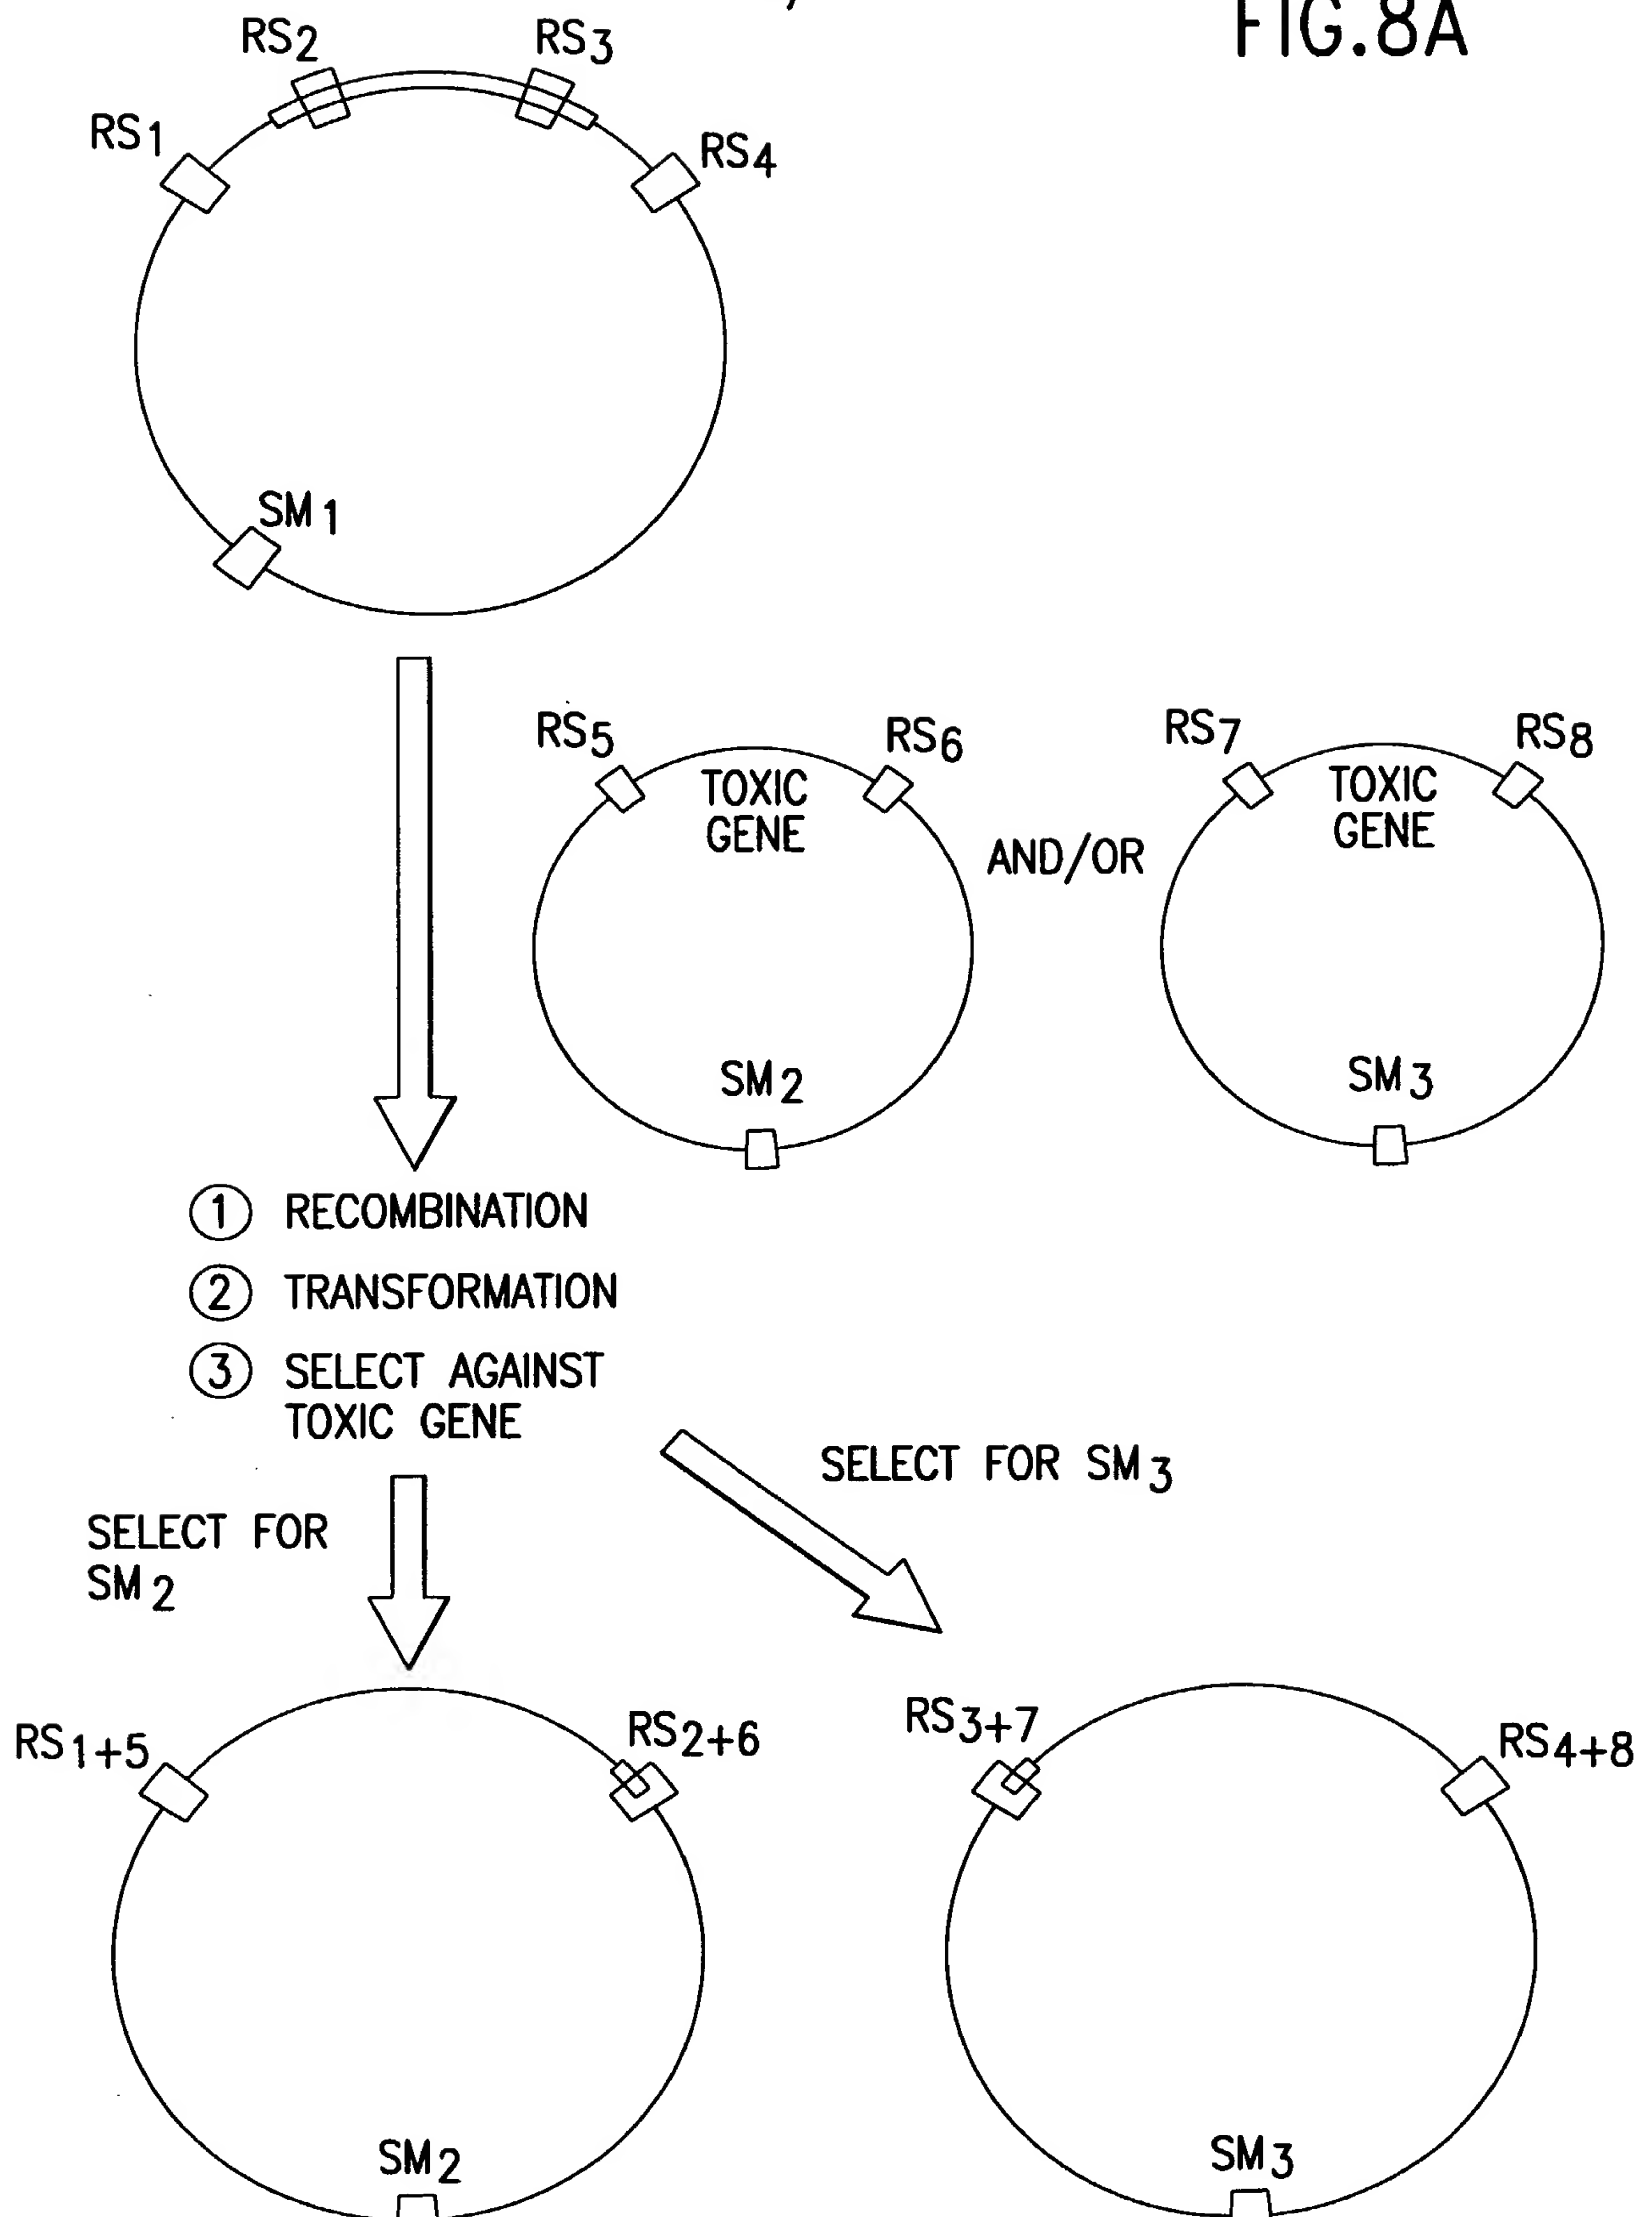 FIG.8A
RS2
RS3
RS1
RS4
SM1
RS5
RS6
TOXIC
GENE
AND/OR
RS7
RS8
TOXIC
GENE
SM2
SM3
1 RECOMBINATION
2 TRANSFORMATION
3 SELECT AGAINST
TOXIC GENE
SELECT FOR SM3
SELECT FOR
SM2
RS1+5
RS2+6
RS3+7
RS4+8
SM2
SM3